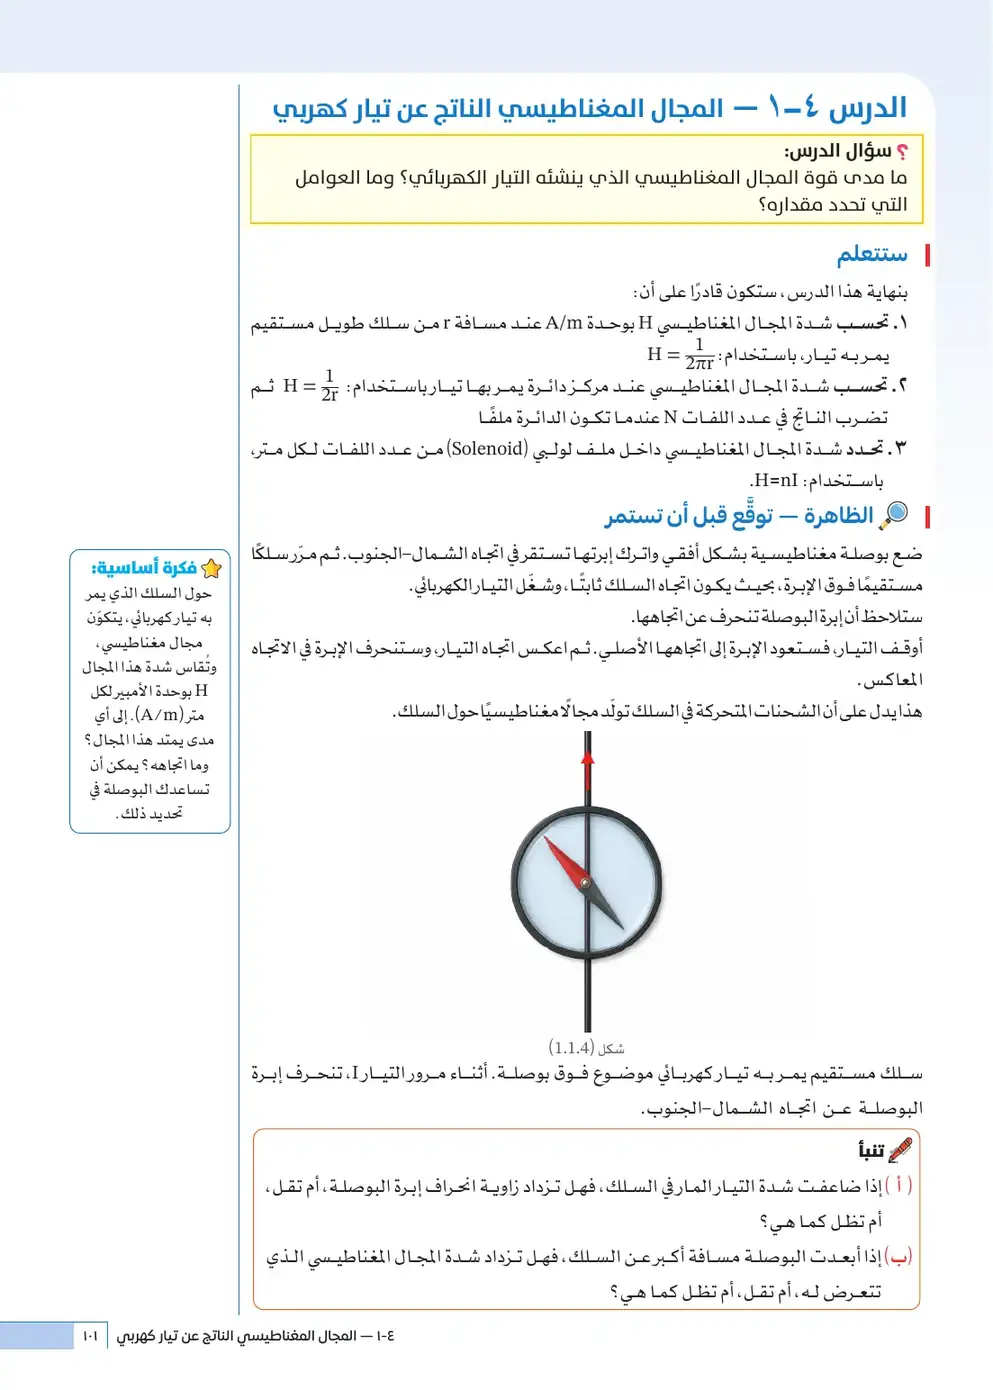 الدرس ٤-١ — المجال المغناطيسي الناتج عن تيار كهربي
؟ سؤال الدرس:
ما مدى قوة المجال المغناطيسي الذي ينشئه التيار الكهربائي؟ وما العوامل
التي تحدد مقداره؟
ستتعلم
بنهاية هذا الدرس، ستكون قادرًا على أن:
١. تحسب شدة المجال المغناطيسي H بوحدة A/m عند مسافة r من سلك طويل مستقيم
يمر به تيار، باستخدام: H = 1/2πr
٢. تحسب شدة المجال المغناطيسي عند مركز دائرة يمر بها تيار باستخدام: H = 1/2r ثم
تضرب الناتج في عدد اللفات N عندما تكون الدائرة ملفًا
٣. تحدد شدة المجال المغناطيسي داخل ملف لولبي (Solenoid) من عدد اللفات لكل متر،
باستخدام: H=nI.
الظاهرة — توقَّع قبل أن تستمر
ضع بوصلة مغناطيسية بشكل أفقي واترك إبرتها تستقر في اتجاه الشمال-الجنوب. ثم مرّر سلكًا
مستقيمًا فوق الإبرة، بحيث يكون اتجاه السلك ثابتًا، وشغّل التيار الكهربائي.
ستلاحظ أن إبرة البوصلة تنحرف عن اتجاهها.
أوقف التيار، فستعود الإبرة إلى اتجاهها الأصلي. ثم اعكس اتجاه التيار، وستنحرف الإبرة في الاتجاه
المعاكس.
هذا يدل على أن الشحنات المتحركة في السلك تولّد مجالًا مغناطيسيًا حول السلك.
فكرة أساسية:
حول السلك الذي يمر
به تيار كهربائي، يتكوّن
مجال مغناطيسي،
وتُقاس شدة هذا المجال
H بوحدة الأمبير لكل
متر (A/m). إلى أي
مدى يمتد هذا المجال؟
وما اتجاهه؟ يمكن أن
تساعدك البوصلة في
تحديد ذلك.
شكل (1.1.4)
سلك مستقيم يمر به تيار كهربائي موضوع فوق بوصلة. أثناء مرور التيار I، تنحرف إبرة
البوصلة عن اتجاه الشمال-الجنوب.
تنبأ
(أ) إذا ضاعفت شدة التيار المار في السلك، فهل تزداد زاوية انحراف إبرة البوصلة، أم تقل،
أم تظل كما هي؟
(ب) إذا أبعدت البوصلة مسافة أكبر عن السلك، فهل تزداد شدة المجال المغناطيسي الذي
تتعرض له، أم تقل، أم تظل كما هي؟
٤-١ — المجال المغناطيسي الناتج عن تيار كهربي ١٠١